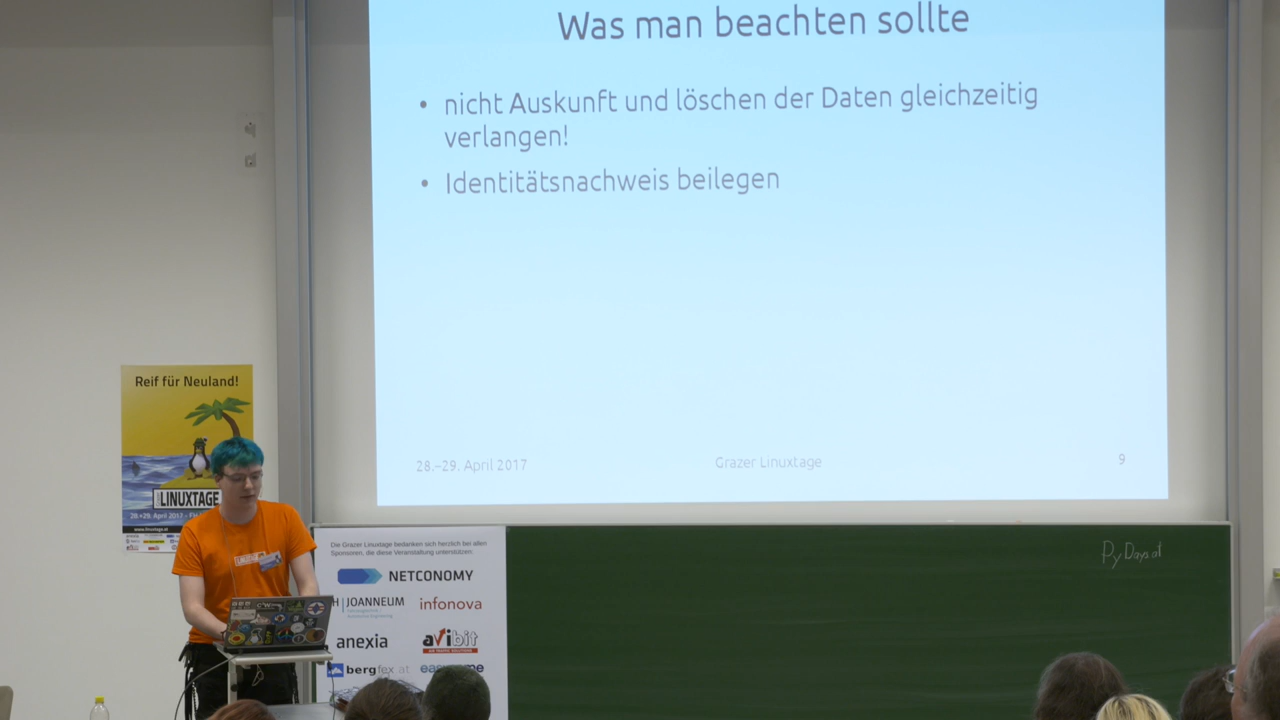 Was man beachten sollte
• nicht Auskunft und löschen der Daten gleichzeitig
verlangen!
• Identitätsnachweis beilegen
28.–29. April 2017
Grazer Linuxtage
9
Reif für Neuland!
LINUXTAGE
28.+29. April 2017 –
www.linuxtage.at
Die Grazer Linuxtage bedanken sich herzlich bei allen
Sponsoren, die diese Veranstaltung unterstützen:
NETCONOMY
JOANNEUM
infonova
anexia
avibit
bergfex at
PyDays.at